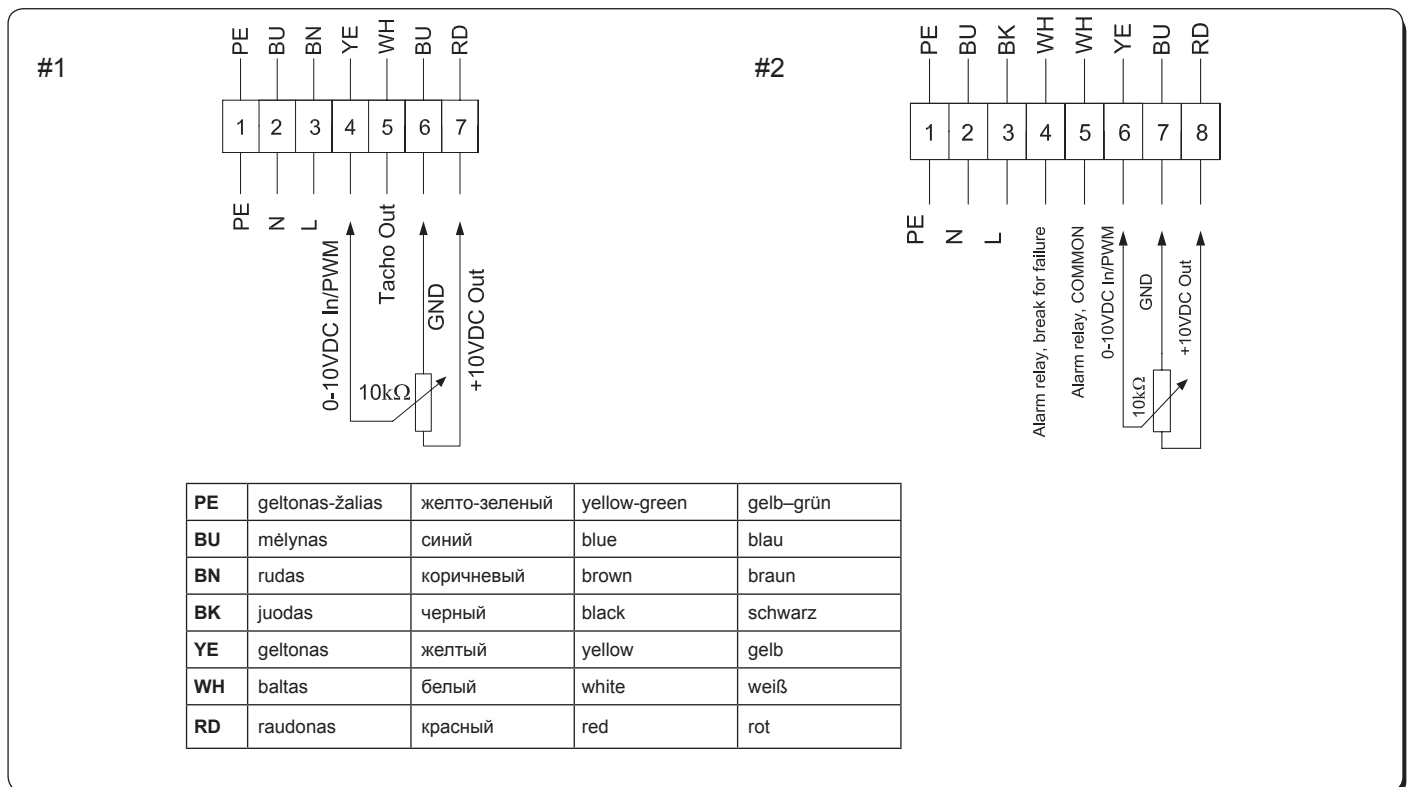 #1
PE BU BN YE WH BU RD
1 2 3 4 5 6 7
PE N L 0-10VDC In/PWM Tacho Out GND +10VDC Out
10kΩ
#2
PE BU BK WH WH YE BU RD
1 2 3 4 5 6 7 8
PE N L Alarm relay, break for failure Alarm relay, COMMON 0-10VDC In/PWM GND +10VDC Out
10kΩ
PE geltonas-žalias желто-зеленый yellow-green gelb–grün
BU mėlynas синий blue blau
BN rudas коричневый brown braun
BK juodas черный black schwarz
YE geltonas желтый yellow gelb
WH baltas белый white weiß
RD raudonas красный red rot